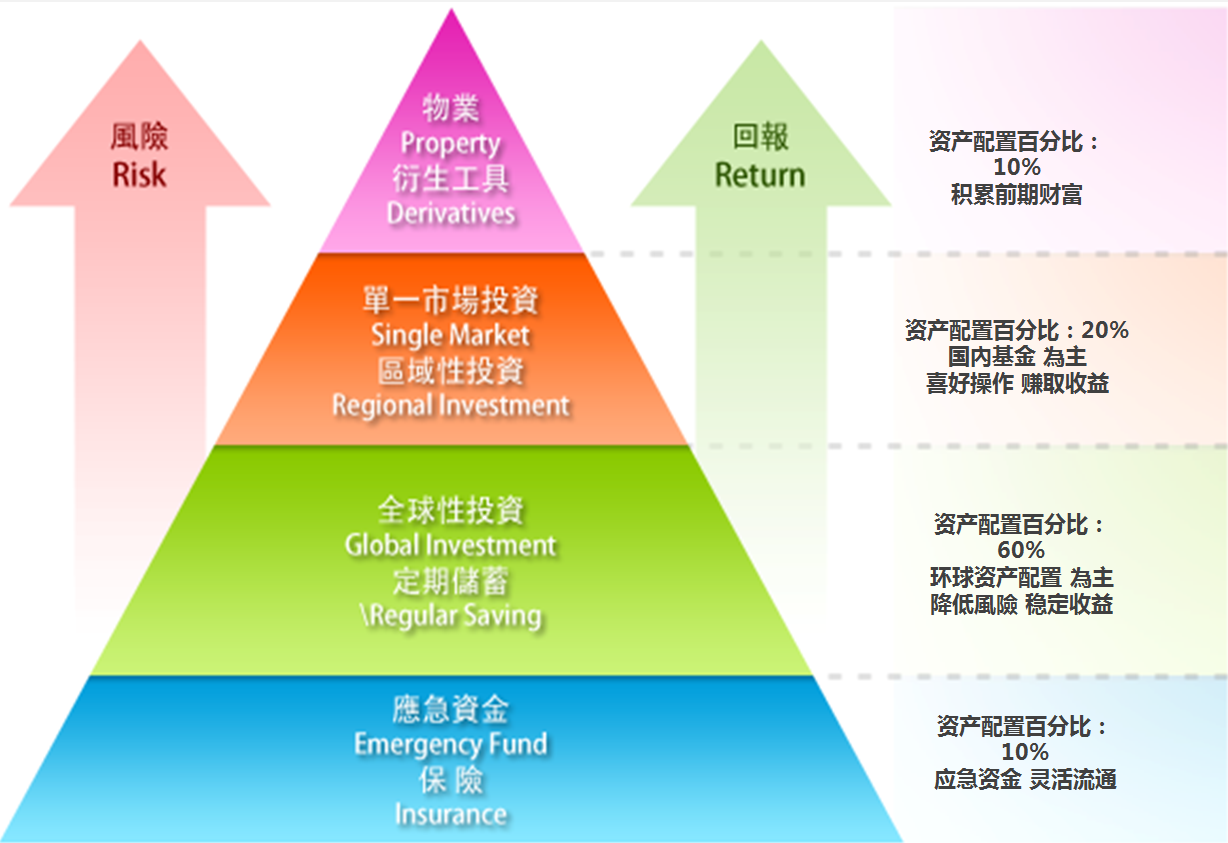 風險
Risk
物業
Property
衍生工具
Derivatives
回報
Return
资产配置百分比：
10%
积累前期财富
單一市場投資
Single Market
區域性投資
Regional Investment
资产配置百分比：20%
国内基金 為主
喜好操作 赚取收益
全球性投資
Global Investment
定期儲蓄
\Regular Saving
资产配置百分比：
60%
环球资产配置 為主
降低風險 稳定收益
應急資金
Emergency Fund
保 險
Insurance
资产配置百分比：
10%
应急资金 灵活流通